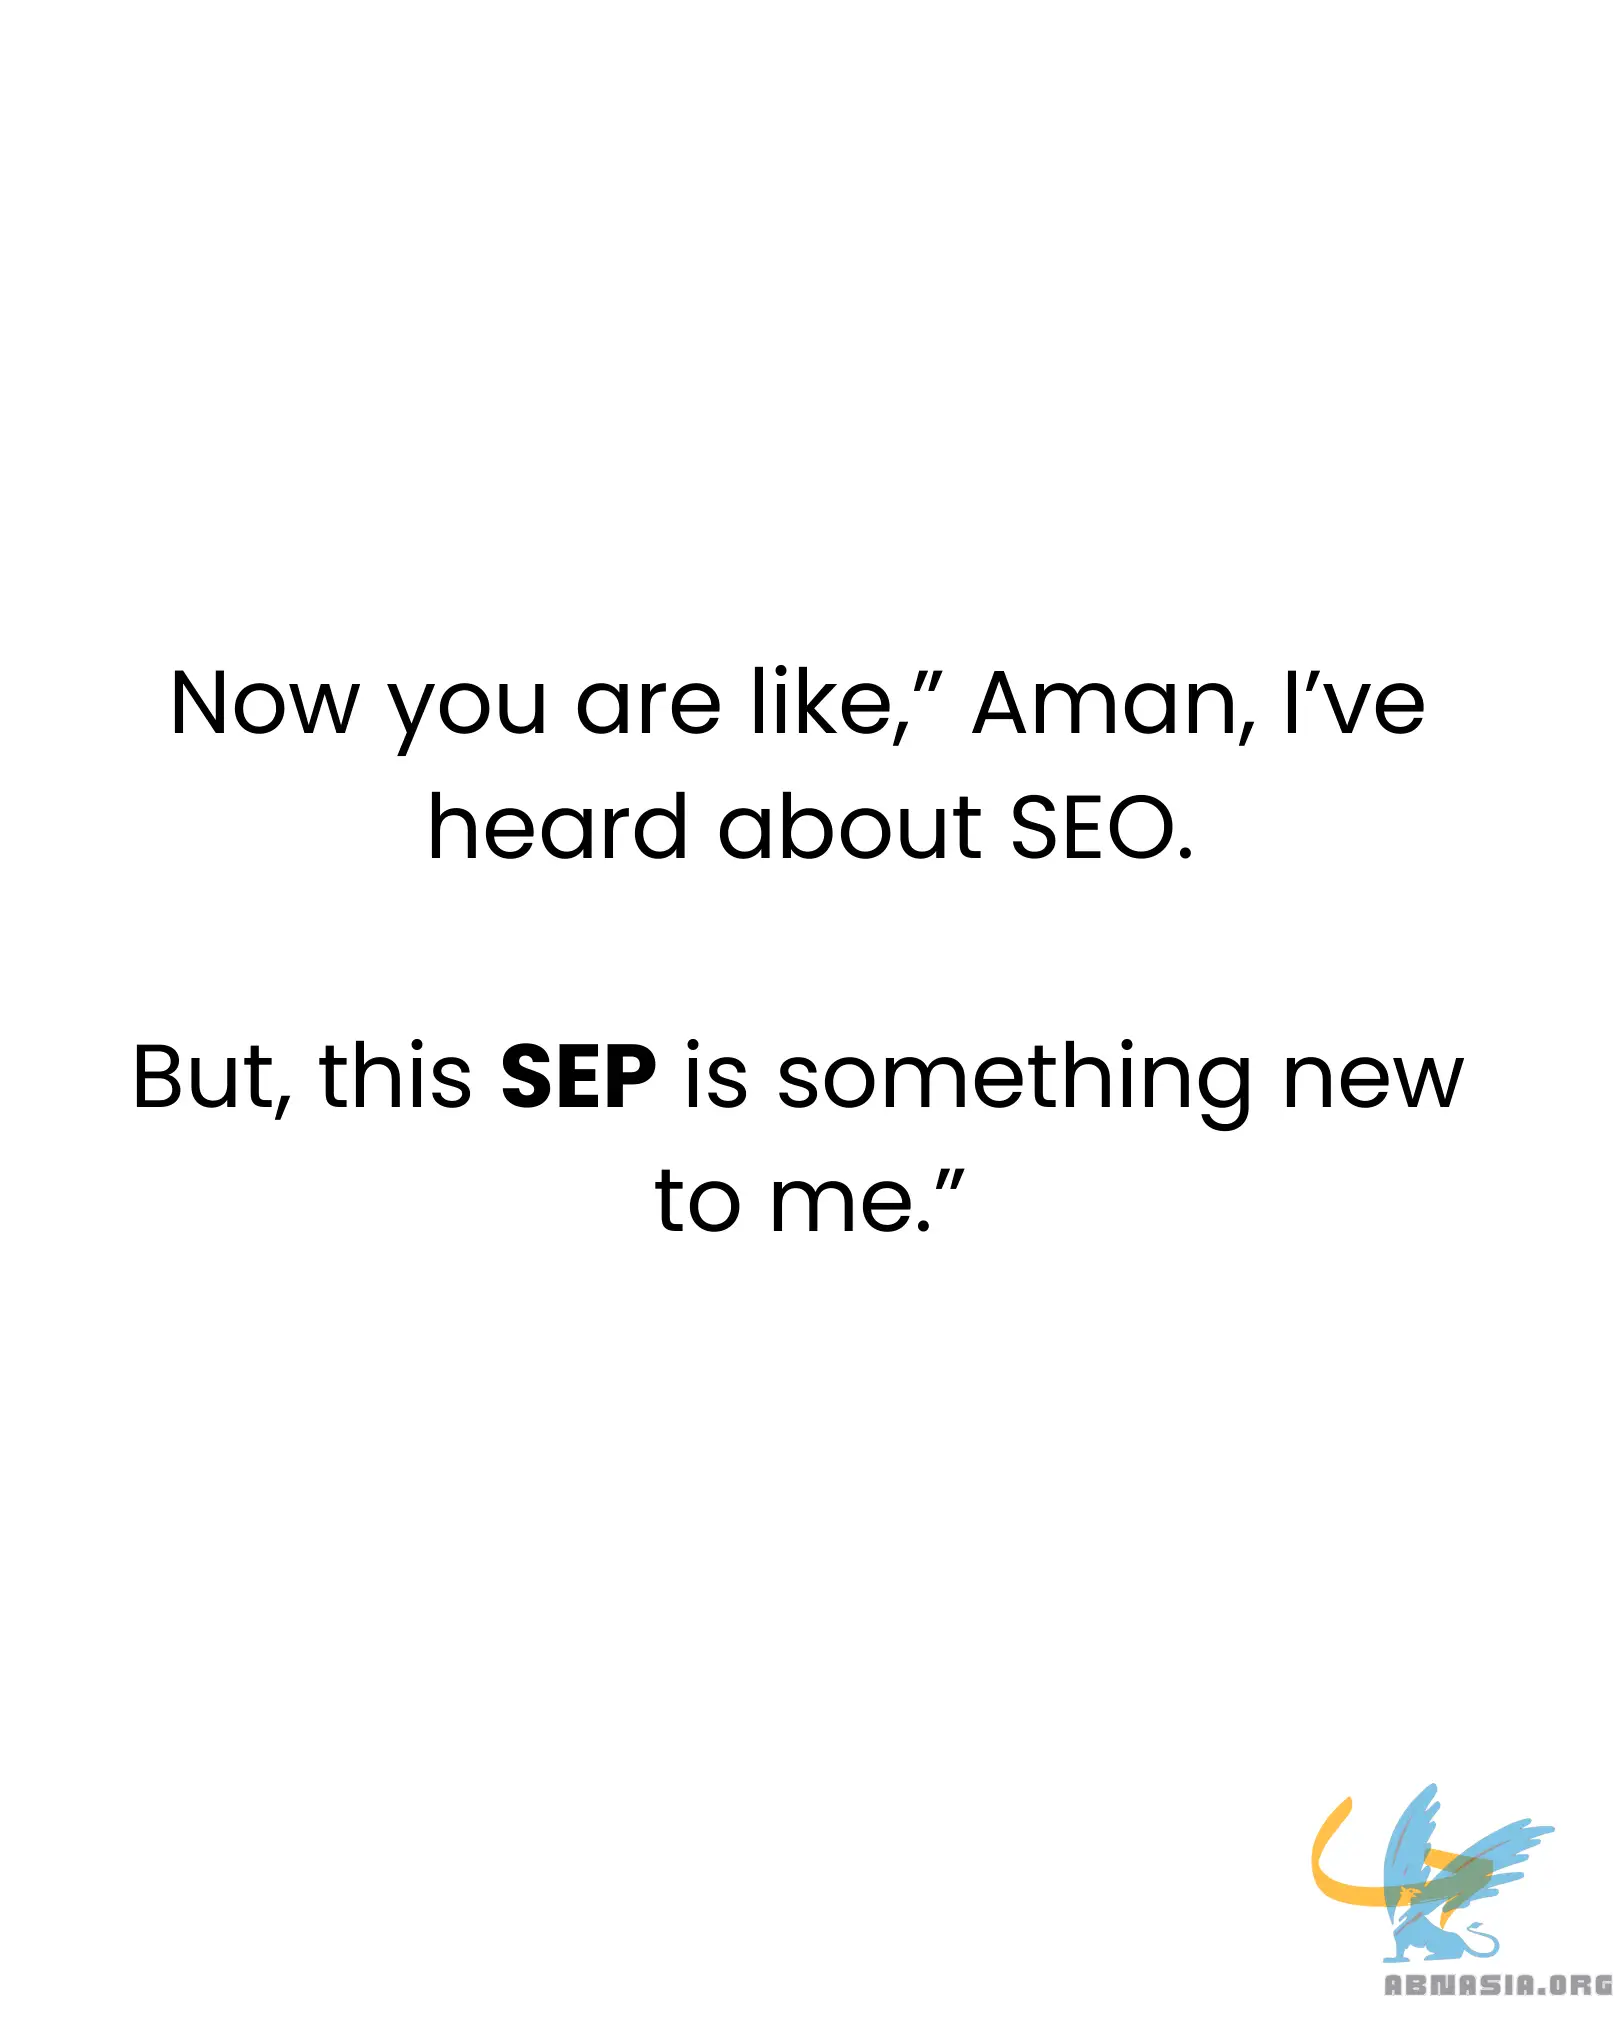 Now you are like,” Aman, I’ve
heard about SEO.
But, this SEP is something new
to me.”
ABNASIA.ORG